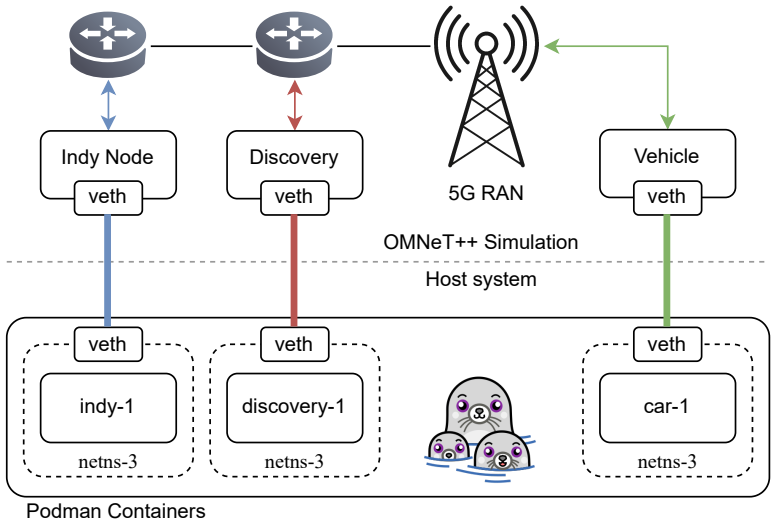 Indy Node
Discovery
Vehicle
veth
veth
5G RAN
veth
OMNeT++ Simulation
Host system
veth
veth
veth
indy-1
discovery-1
car-1
netns-3
netns-3
netns-3
Podman Containers